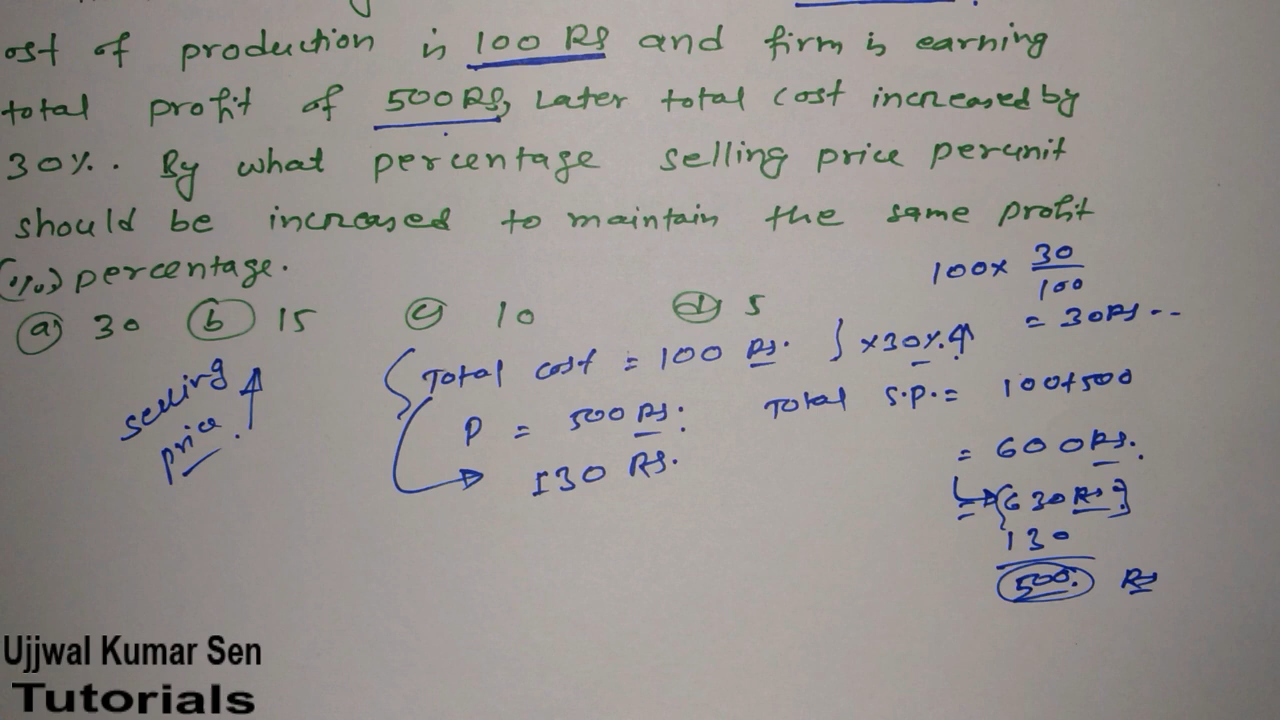 ost of production is 100 RS and firm is earning
total profit of 500 RS, Later total cost increased by
30%. By what percentage selling price perunit
should be increased to maintain the same profit
(%) percentage.
(a) 30 (b) 15 (c) 10 (d) 5
100 x 30/100
= 30 RS --
selling price ↑
{ Total cost = 100 RS. } x30%.↑
P = 500 RS.
→ 130 RS.
Total S.P. = 100+500
= 600 RS.
= {630 RS}
130
500. RS
Ujjwal Kumar Sen
Tutorials